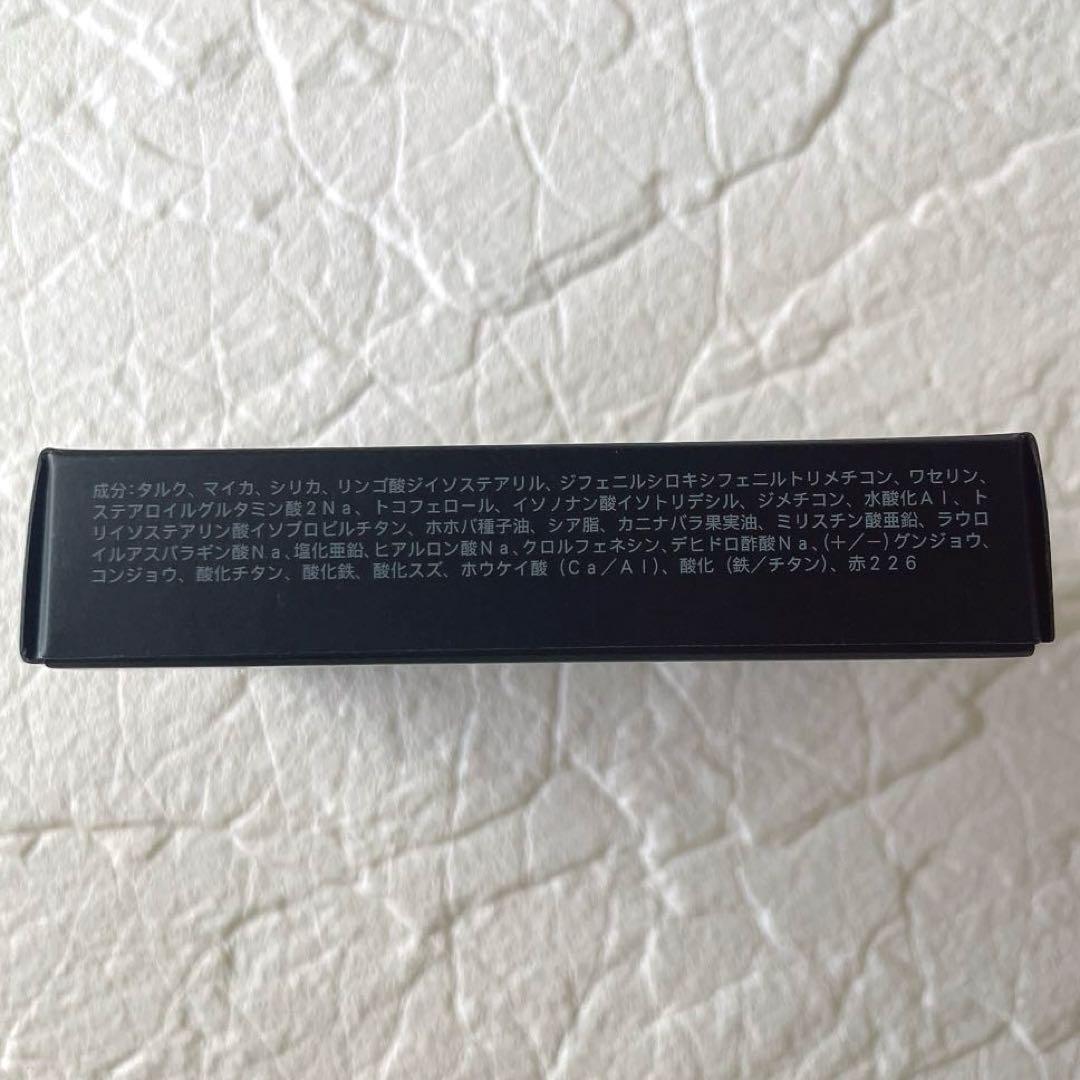 成分:タルク、マイカ、シリカ、リンゴ酸ジイソステアリル、ジフェニルシロキシフェニルトリメチコン、ワセリン、
ステアロイルグルタミン酸2Na、トコフェロール、イソノナン酸イソトリデシル、ジメチコン、水酸化Al、ト
リイソステアリン酸イソプロピルチタン、ホホバ種子油、シア脂、カニナバラ果実油、ミリスチン酸亜鉛、ラウロ
イルアスパラギン酸Na、塩化亜鉛、ヒアルロン酸Na、クロルフェネシン、デヒドロ酢酸Na、(+/-)グンジョウ、
コンジョウ、酸化チタン、酸化鉄、酸化スズ、ホウケイ酸(Ca/Al)、酸化(鉄/チタン)、赤226